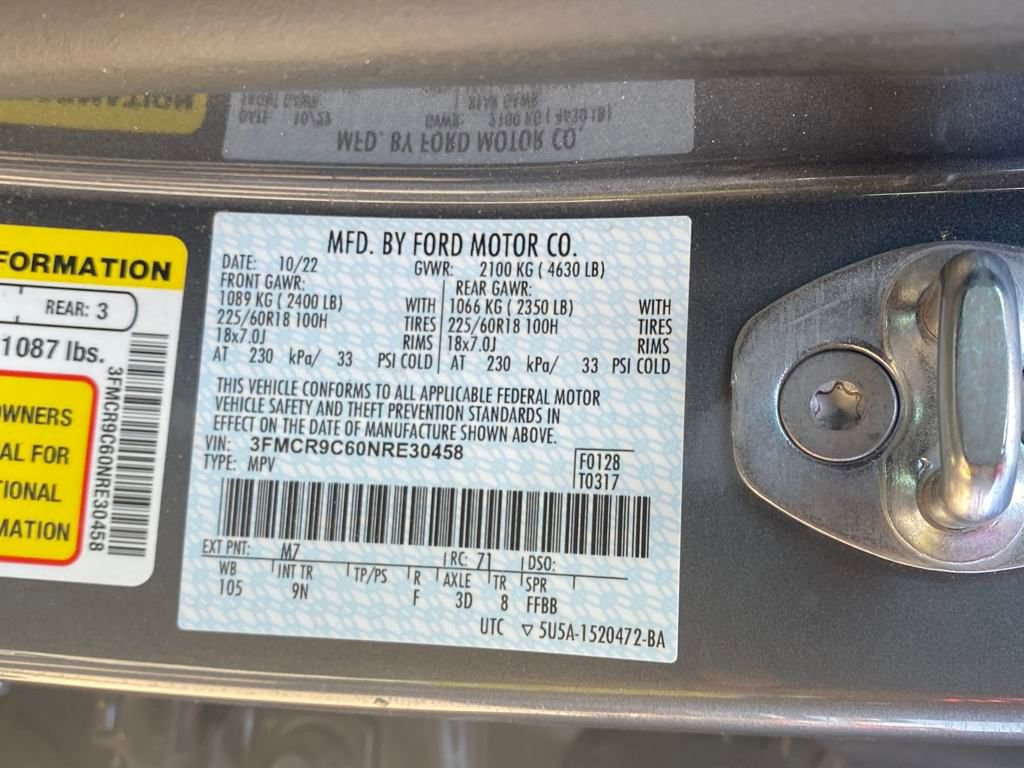 FORMATION
REAR: 3
1087 lbs.
OWNERS
AL FOR
TIONAL
MATION
3FMCR9C60NRE30458
MFD. BY FORD MOTOR CO.
DATE: 10/22 GVWR: 2100 KG ( 4630 LB)
FRONT GAWR: REAR GAWR:
1089 KG ( 2400 LB) WITH 1066 KG ( 2350 LB) WITH
225/60R18 100H TIRES 225/60R18 100H TIRES
18x7.0J RIMS 18x7.0J RIMS
AT 230 kPa/ 33 PSI COLD AT 230 kPa/ 33 PSI COLD
THIS VEHICLE CONFORMS TO ALL APPLICABLE FEDERAL MOTOR
VEHICLE SAFETY AND THEFT PREVENTION STANDARDS IN
EFFECT ON THE DATE OF MANUFACTURE SHOWN ABOVE.
VIN: 3FMCR9C60NRE30458
TYPE: MPV
F0128
T0317
EXT PNT: M7 RC: 71 DSO:
WB INT TR TP/PS R AXLE TR SPR
105 9N F 3D 8 FFBB
UTC ▽ 5U5A-1520472-BA